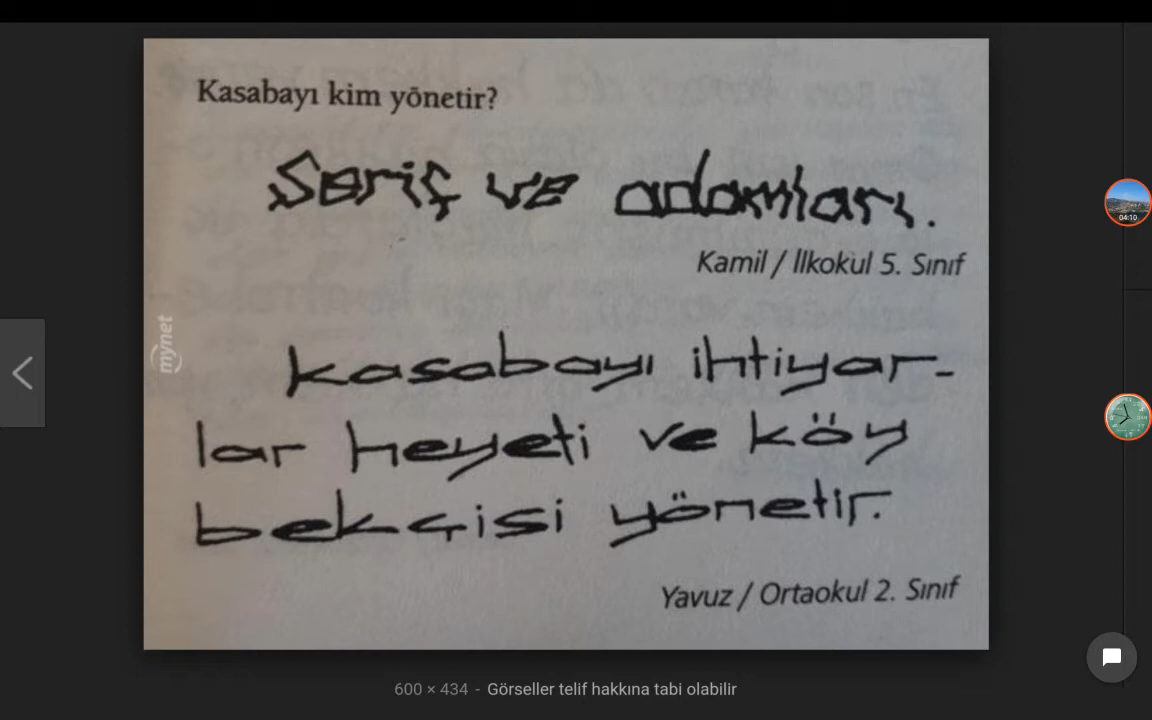 Kasabayı kim yönetir?
Seriç ve adamları.
Kamil / İlkokul 5. Sınıf
kasabayı ihtiyar-
lar heyeti ve köy
bekçisi yönetir.
Yavuz / Ortaokul 2. Sınıf
mynet
04:10
600 × 434 - Görseller telif hakkına tabi olabilir